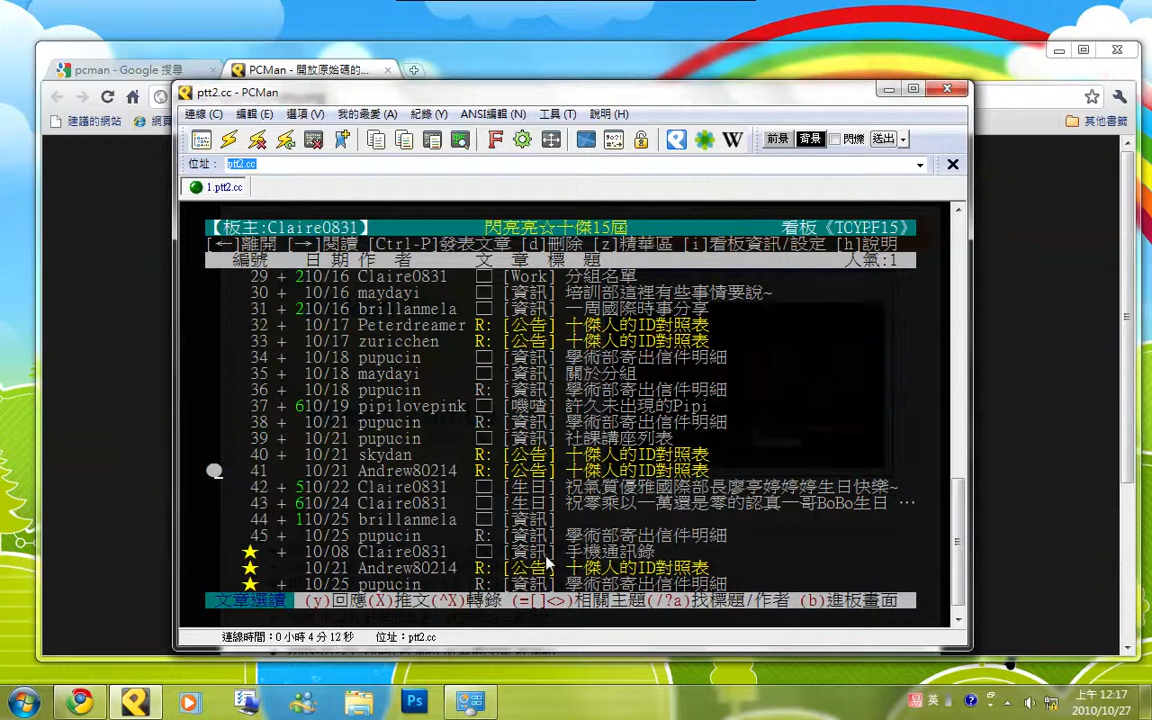 pcman - Google 搜尋
PCMan - 開放原始碼的...
建議的網站
網頁
其他書籤
ptt2.cc - PCMan
連線 (C) 編輯 (E) 選項 (V) 我的最愛 (A) 紀錄 (Y) ANSI編輯 (N) 工具 (T) 說明 (H)
F W 前景 背景 閃爍 送出
位址： ptt2.cc
1.ptt2.cc
【板主:Claire0831】 閃亮亮☆十傑15屆 看板《TCYPF15》
[←]離開 [→]閱讀 [Ctrl-P]發表文章 [d]刪除 [z]精華區 [i]看板資訊/設定 [h]說明
編號 日 期 作 者 文 章 標 題 人氣:1
29 + 210/16 Claire0831 □ [Work] 分組名單
30 + 10/16 maydayi □ [資訊] 培訓部這裡有些事情要說~
31 + 210/16 brillanmela □ [資訊] 一周國際時事分享
32 + 10/17 Peterdreamer R: [公告] 十傑人的ID對照表
33 + 10/17 zuricchen R: [公告] 十傑人的ID對照表
34 + 10/18 pupucin □ [資訊] 學術部寄出信件明細
35 + 10/18 maydayi □ [資訊] 關於分組
36 + 10/18 pupucin R: [資訊] 學術部寄出信件明細
37 + 610/19 pipilovepink □ [嘰喳] 許久未出現的Pipi
38 + 10/21 pupucin R: [資訊] 學術部寄出信件明細
39 + 10/21 pupucin □ [資訊] 社課講座列表
40 + 10/21 skydan R: [公告] 十傑人的ID對照表
41 10/21 Andrew80214 R: [公告] 十傑人的ID對照表
42 + 510/22 Claire0831 □ [生日] 祝氣質優雅國際部長廖亭婷婷婷生日快樂~
43 + 610/24 Claire0831 □ [生日] 祝零乘以一萬還是零的認真一哥BoBo生日 …
44 + 110/25 brillanmela □ [資訊]
45 + 10/25 pupucin R: [資訊] 學術部寄出信件明細
★ + 10/08 Claire0831 □ [資訊] 手機通訊錄
★ 10/21 Andrew80214 R: [公告] 十傑人的ID對照表
★ + 10/25 pupucin R: [資訊] 學術部寄出信件明細
文章選讀 (y)回應(X)推文(^X)轉錄 (=[]<>)相關主題(/?a)找標題/作者 (b)進板畫面
連線時間：0 小時 4 分 12 秒 位址：ptt2.cc
Ps
英
上午 12:17
2010/10/27